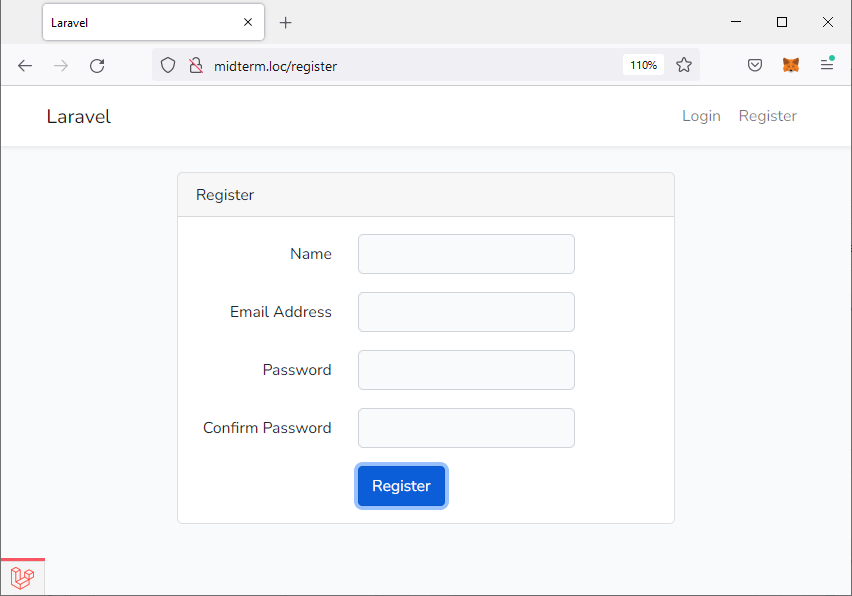 Laravel
midterm.loc/register
110%
Laravel
Login
Register
Register
Name
Email Address
Password
Confirm Password
Register